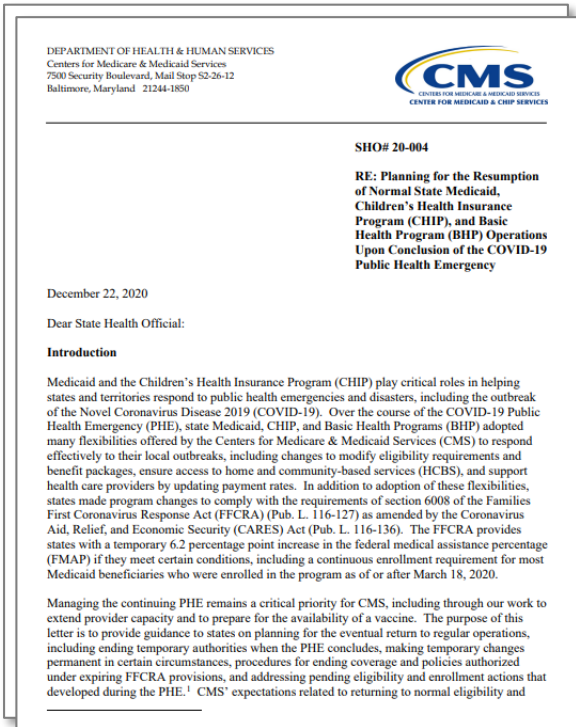 DEPARTMENT OF HEALTH & HUMAN SERVICES
Centers for Medicare & Medicaid Services
7500 Security Boulevard, Mail Stop S2-26-12
Baltimore, Maryland 21244-1850
CMS
CENTERS FOR MEDICARE & MEDICAID SERVICES
CENTER FOR MEDICAID & CHIP SERVICES
SHO# 20-004
RE: Planning for the Resumption
of Normal State Medicaid,
Children's Health Insurance
Program (CHIP), and Basic
Health Program (BHP) Operations
Upon Conclusion of the COVID-19
Public Health Emergency
December 22, 2020
Dear State Health Official:
Introduction
Medicaid and the Children's Health Insurance Program (CHIP) play critical roles in helping
states and territories respond to public health emergencies and disasters, including the outbreak
of the Novel Coronavirus Disease 2019 (COVID-19). Over the course of the COVID-19 Public
Health Emergency (PHE), state Medicaid, CHIP, and Basic Health Programs (BHP) adopted
many flexibilities offered by the Centers for Medicare & Medicaid Services (CMS) to respond
effectively to their local outbreaks, including changes to modify eligibility requirements and
benefit packages, ensure access to home and community-based services (HCBS), and support
health care providers by updating payment rates. In addition to adoption of these flexibilities,
states made program changes to comply with the requirements of section 6008 of the Families
First Coronavirus Response Act (FFCRA) (Pub. L. 116-127) as amended by the Coronavirus
Aid, Relief, and Economic Security (CARES) Act (Pub. L. 116-136). The FFCRA provides
states with a temporary 6.2 percentage point increase in the federal medical assistance percentage
(FMAP) if they meet certain conditions, including a continuous enrollment requirement for most
Medicaid beneficiaries who were enrolled in the program as of or after March 18, 2020.
Managing the continuing PHE remains a critical priority for CMS, including through our work to
extend provider capacity and to prepare for the availability of a vaccine. The purpose of this
letter is to provide guidance to states on planning for the eventual return to regular operations,
including ending temporary authorities when the PHE concludes, making temporary changes
permanent in certain circumstances, procedures for ending coverage and policies authorized
under expiring FFCRA provisions, and addressing pending eligibility and enrollment actions that
developed during the PHE.1 CMS' expectations related to returning to normal eligibility and